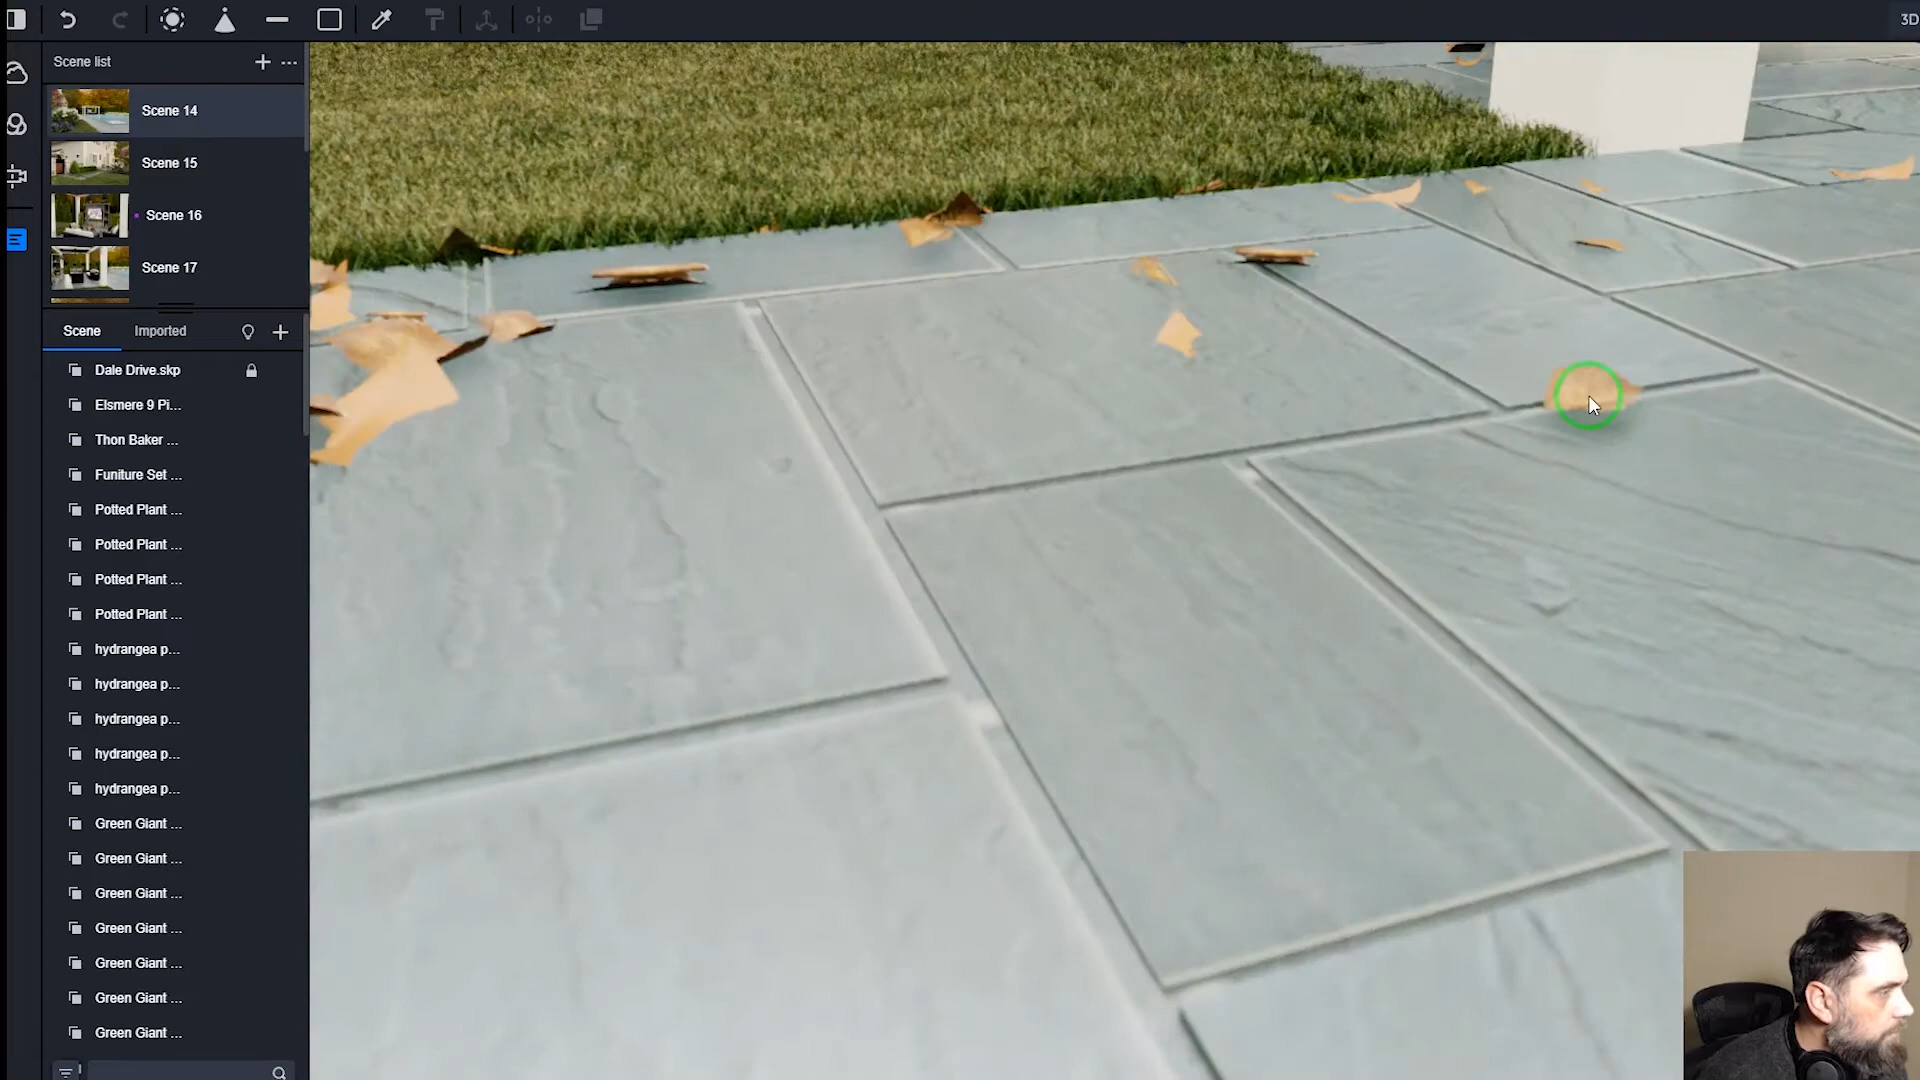 3D
Scene list
Scene 14
Scene 15
Scene 16
Scene 17
Scene
Imported
Dale Drive.skp
Elsmere 9 Pi...
Thon Baker ...
Funiture Set ...
Potted Plant ...
Potted Plant ...
Potted Plant ...
Potted Plant ...
hydrangea p...
hydrangea p...
hydrangea p...
hydrangea p...
hydrangea p...
Green Giant ...
Green Giant ...
Green Giant ...
Green Giant ...
Green Giant ...
Green Giant ...
Green Giant ...